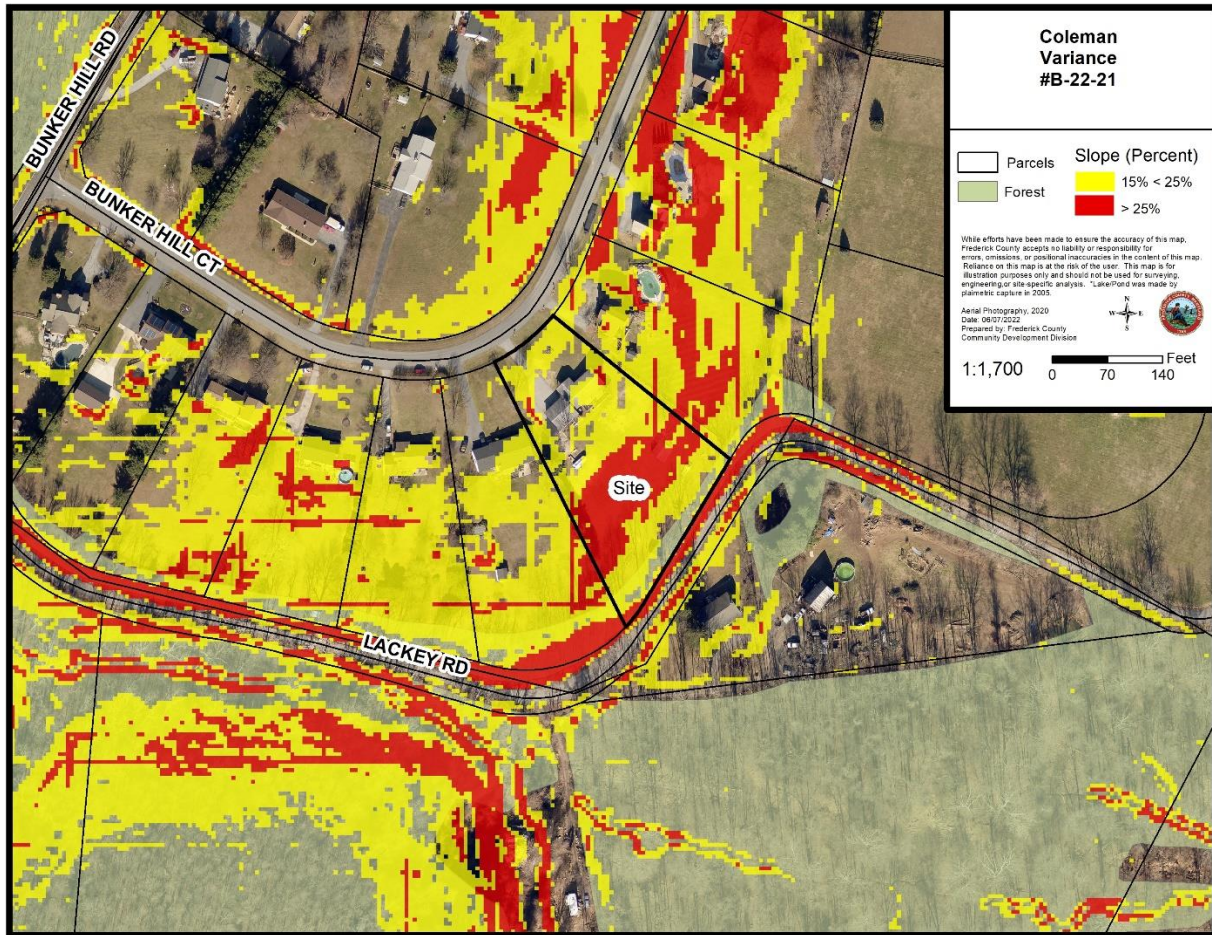 Coleman
Variance
#B-22-21
Parcels
Forest
Slope (Percent)
15% < 25%
> 25%
While efforts have been made to ensure the accuracy of this map,
Frederick County accepts no liability or responsibility for
errors, omissions, or positional inaccuracies in the content of this map.
Reliance on this map is at the risk of the user. This map is for
illustration purposes only and should not be used for surveying,
engineering,or site-specific analysis. *Lake/Pond was made by
plaimetric capture in 2005.
Aerial Photography, 2020
Date: 06/07/2022
Prepared by: Frederick County
Community Development Division
N
W E
S
1:1,700
Feet
0 70 140
BUNKER HILL RD
BUNKER HILL CT
Site
LACKEY RD